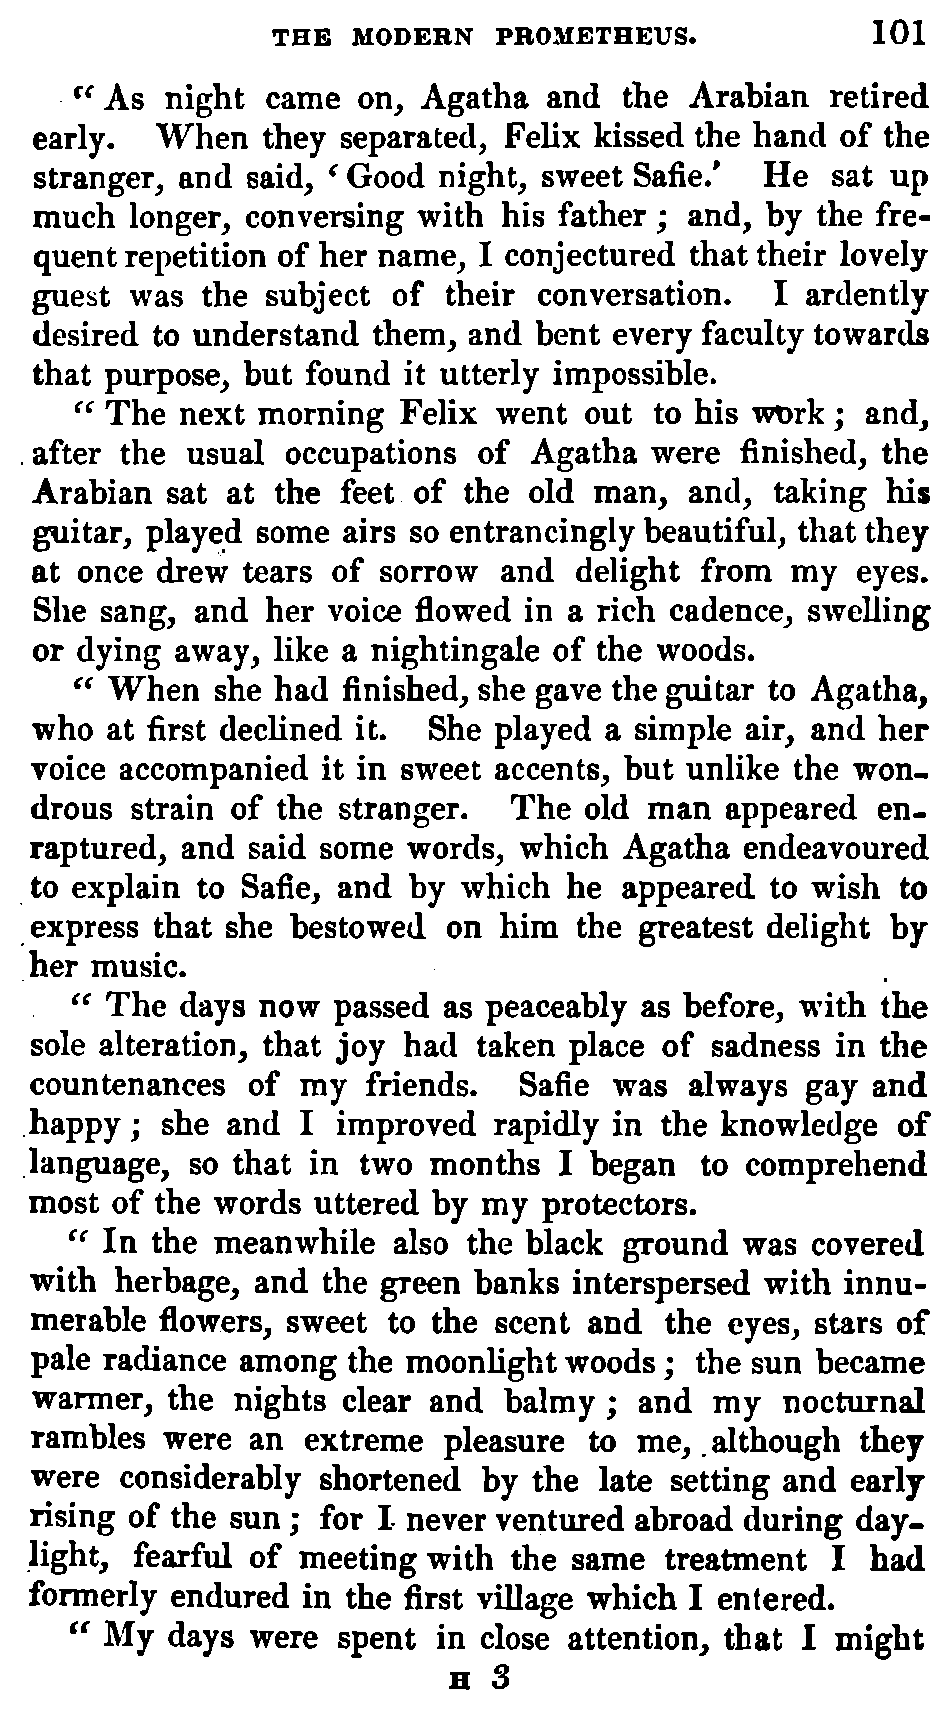 THE MODERN PROMETHEUS. 101
“ As night came on, Agatha and the Arabian retired
early. When they separated, Felix kissed the hand of the
stranger, and said, ‘ Good night, sweet Safie.’ He sat up
much longer, conversing with his father ; and, by the fre-
quent repetition of her name, I conjectured that their lovely
guest was the subject of their conversation. I ardently
desired to understand them, and bent every faculty towards
that purpose, but found it utterly impossible.
“ The next morning Felix went out to his work ; and,
after the usual occupations of Agatha were finished, the
Arabian sat at the feet of the old man, and, taking his
guitar, played some airs so entrancingly beautiful, that they
at once drew tears of sorrow and delight from my eyes.
She sang, and her voice flowed in a rich cadence, swelling
or dying away, like a nightingale of the woods.
“ When she had finished, she gave the guitar to Agatha,
who at first declined it. She played a simple air, and her
voice accompanied it in sweet accents, but unlike the won-
drous strain of the stranger. The old man appeared en-
raptured, and said some words, which Agatha endeavoured
to explain to Safie, and by which he appeared to wish to
express that she bestowed on him the greatest delight by
her music.
“ The days now passed as peaceably as before, with the
sole alteration, that joy had taken place of sadness in the
countenances of my friends. Safie was always gay and
happy ; she and I improved rapidly in the knowledge of
language, so that in two months I began to comprehend
most of the words uttered by my protectors.
“ In the meanwhile also the black ground was covered
with herbage, and the green banks interspersed with innu-
merable flowers, sweet to the scent and the eyes, stars of
pale radiance among the moonlight woods ; the sun became
warmer, the nights clear and balmy ; and my nocturnal
rambles were an extreme pleasure to me, although they
were considerably shortened by the late setting and early
rising of the sun ; for I never ventured abroad during day-
light, fearful of meeting with the same treatment I had
formerly endured in the first village which I entered.
“ My days were spent in close attention, that I might
H 3